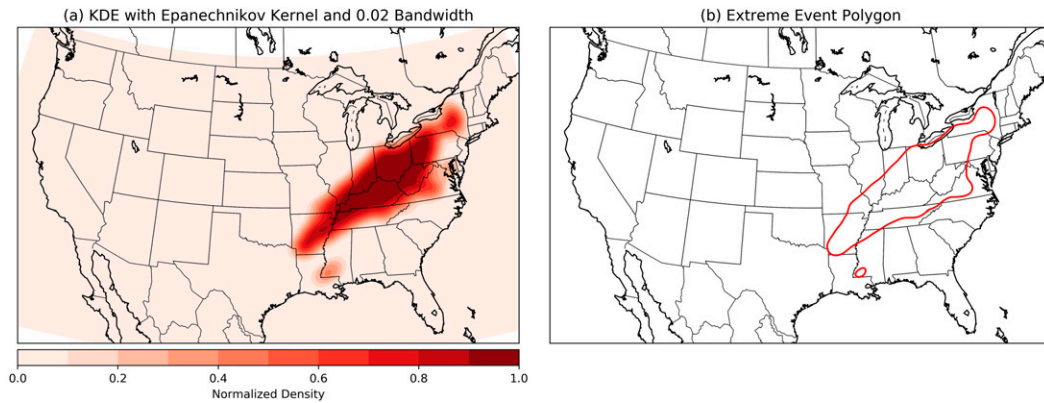 (a) KDE with Epanechnikov Kernel and 0.02 Bandwidth
(b) Extreme Event Polygon
0.0 0.2 0.4 0.6 0.8 1.0
Normalized Density